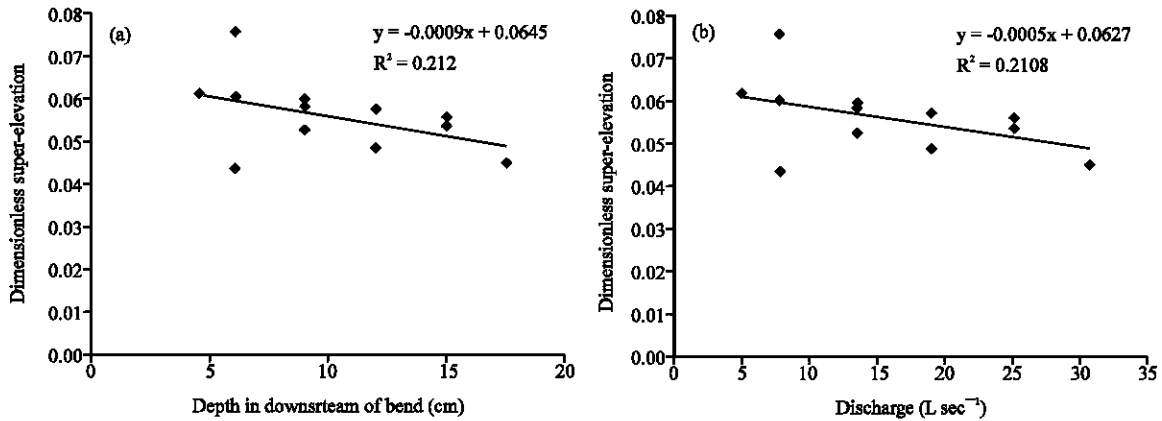 (a)
y = -0.0009x + 0.0645
R² = 0.212
Dimensionless super-elevation
0.08
0.07
0.06
0.05
0.04
0.03
0.02
0.01
0.00
0 5 10 15 20
Depth in downsrteam of bend (cm)
(b)
y = -0.0005x + 0.0627
R² = 0.2108
Dimensionless super-elevation
0.08
0.07
0.06
0.05
0.04
0.03
0.02
0.01
0.00
0 5 10 15 20 25 30 35
Discharge (L sec⁻¹)